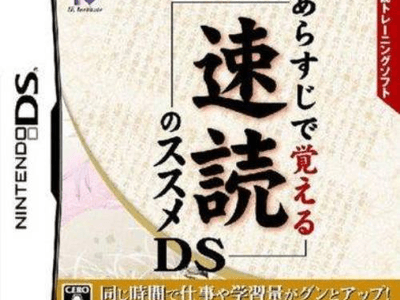 NINTENDO DS
トレーニングソフト
あらすじで覚える
速読
のススメ
DS
CERO
同じ時間で仕事や学習量がグンとアップ!